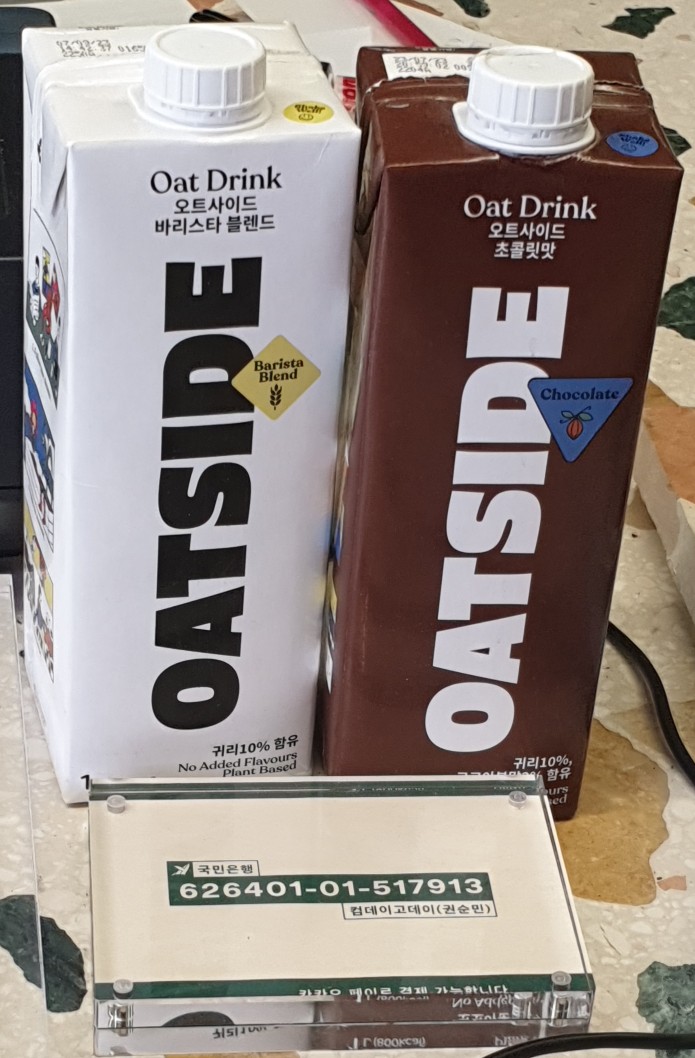 Oat Drink
오트사이드
바리스타 블렌드
OATSIDE
Barista
Blend
귀리10% 함유
No Added Flavours
Plant Based
Oat Drink
오트사이드
초콜릿맛
OATSIDE
Chocolate
귀리10%,
함유
국민은행
626401-01-517913
컴데이고데이(권순민)
카카오 페이로 결제 가능합니다